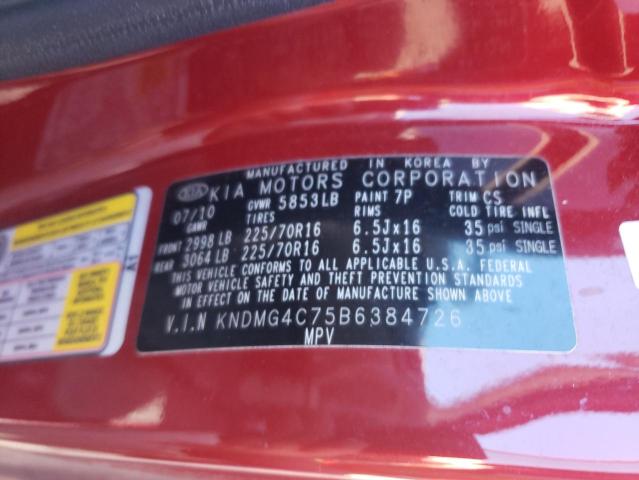 MANUFACTURED IN KOREA BY
KIA KIA MOTORS CORPORATION
07/10 GVWR 5853LB PAINT 7P TRIM CS
GAWR TIRES RIMS COLD TIRE INFL
FRONT 2998 LB 225/70R16 6.5Jx16 35 psi SINGLE
REAR 3064 LB 225/70R16 6.5Jx16 35 psi SINGLE
THIS VEHICLE CONFORMS TO ALL APPLICABLE U.S.A. FEDERAL
MOTOR VEHICLE SAFETY AND THEFT PREVENTION STANDARDS
IN EFFECT ON THE DATE OF MANUFACTURE SHOWN ABOVE
V.I.N KNDMG4C75B6384726
MPV
A1